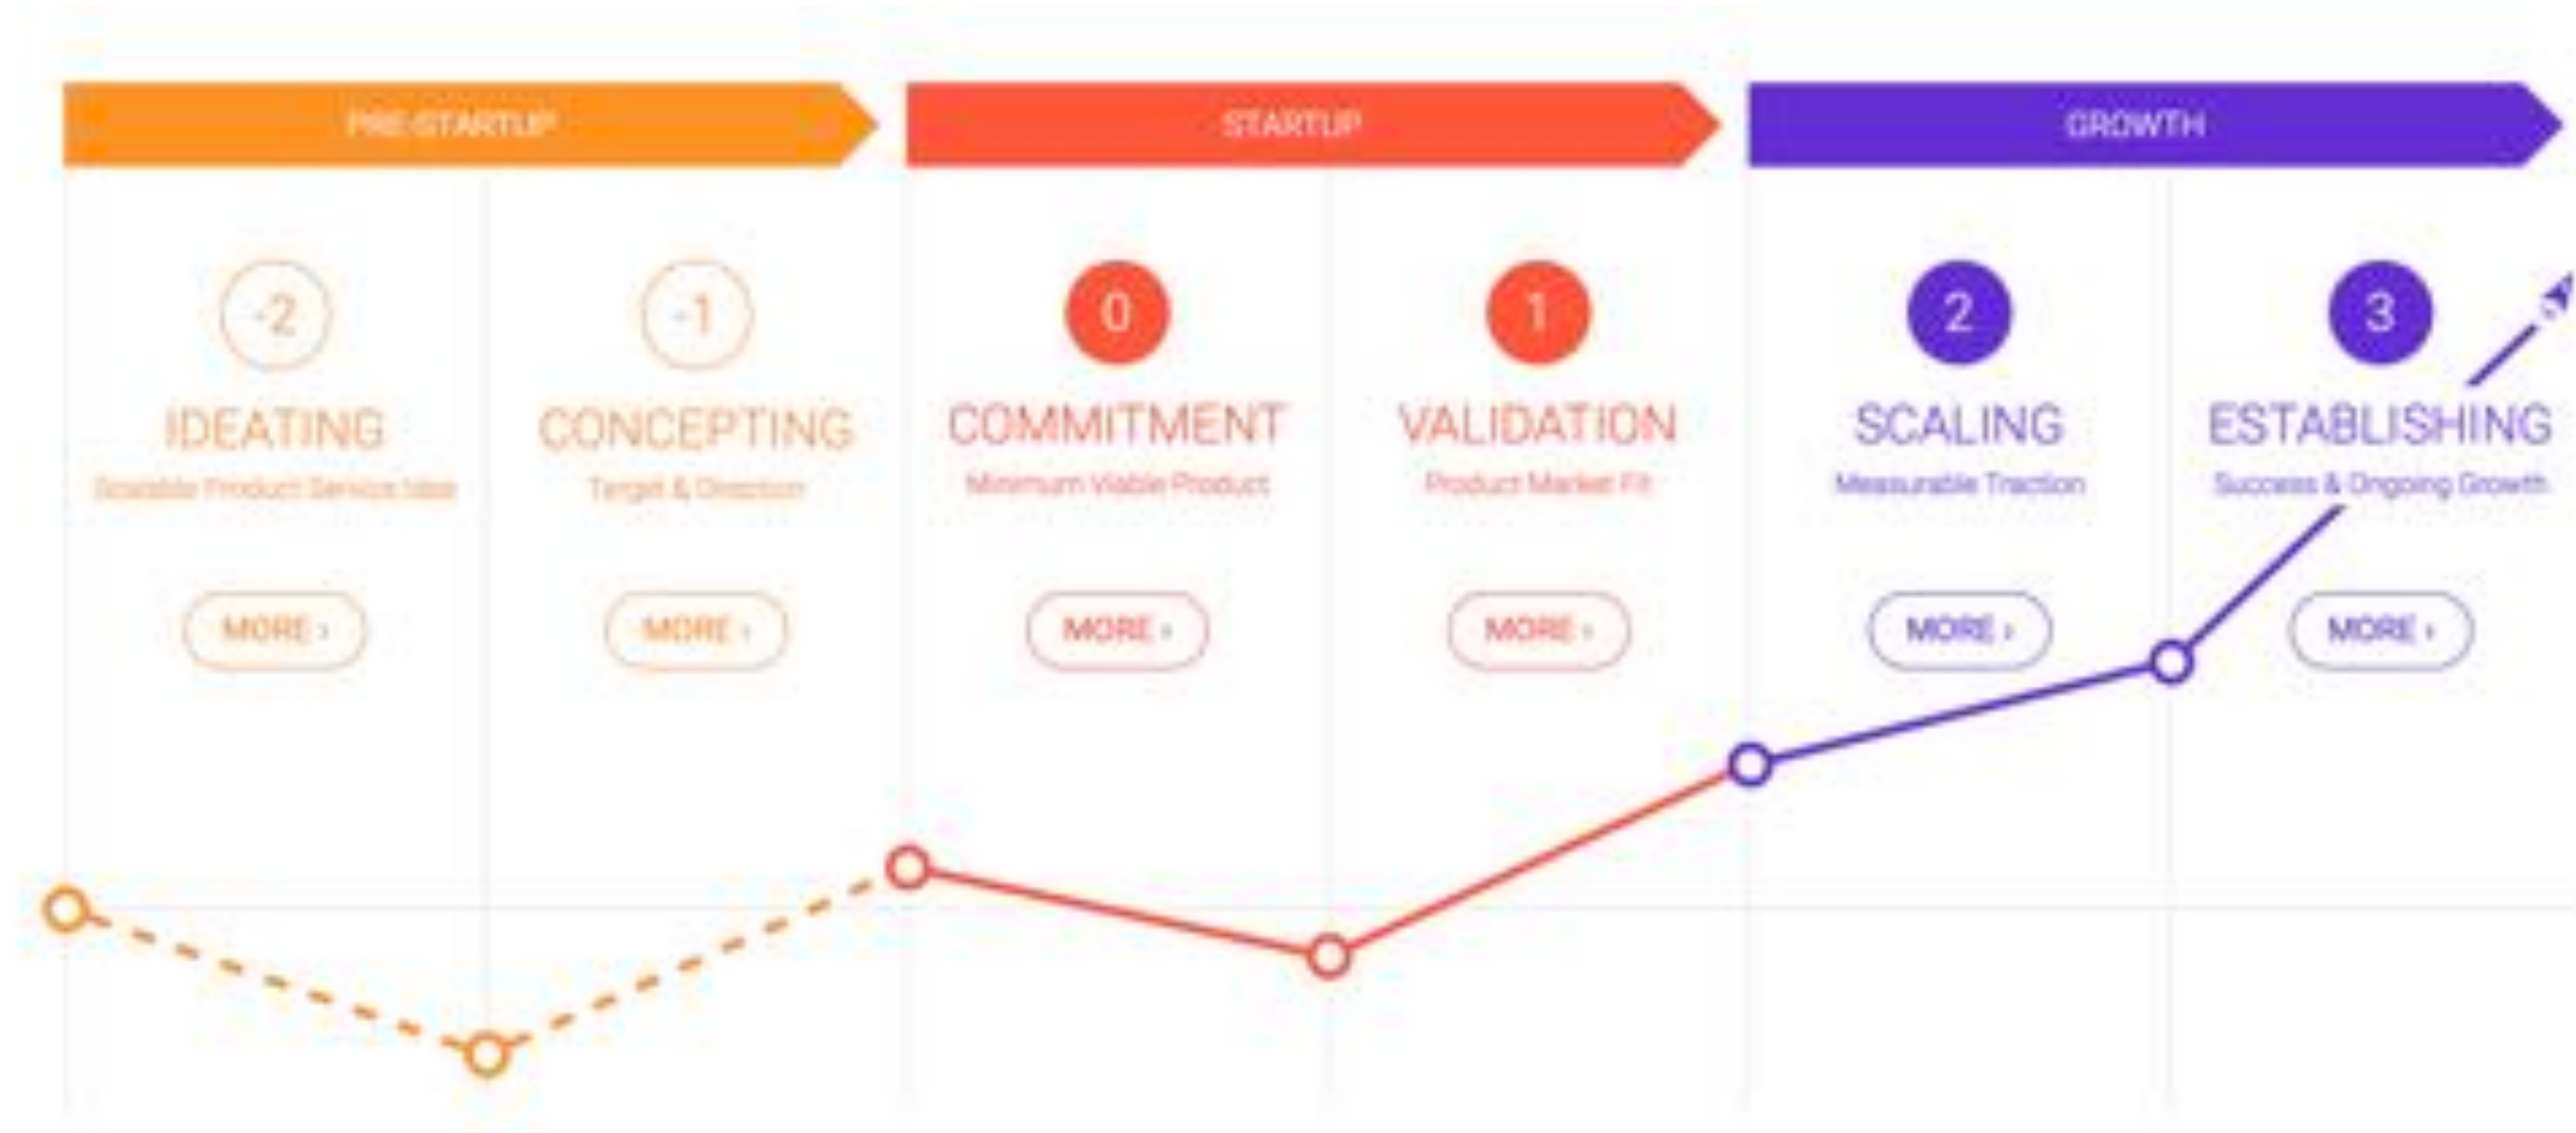 PRE-STARTUP
STARTUP
GROWTH
-2
-1
0
1
2
3
IDEATING
CONCEPTING
COMMITMENT
VALIDATION
SCALING
ESTABLISHING
Scalable Product Service Idea
Target & Direction
Minimum Viable Product
Product Market Fit
Measurable Traction
Success & Ongoing Growth
MORE ›
MORE ›
MORE ›
MORE ›
MORE ›
MORE ›